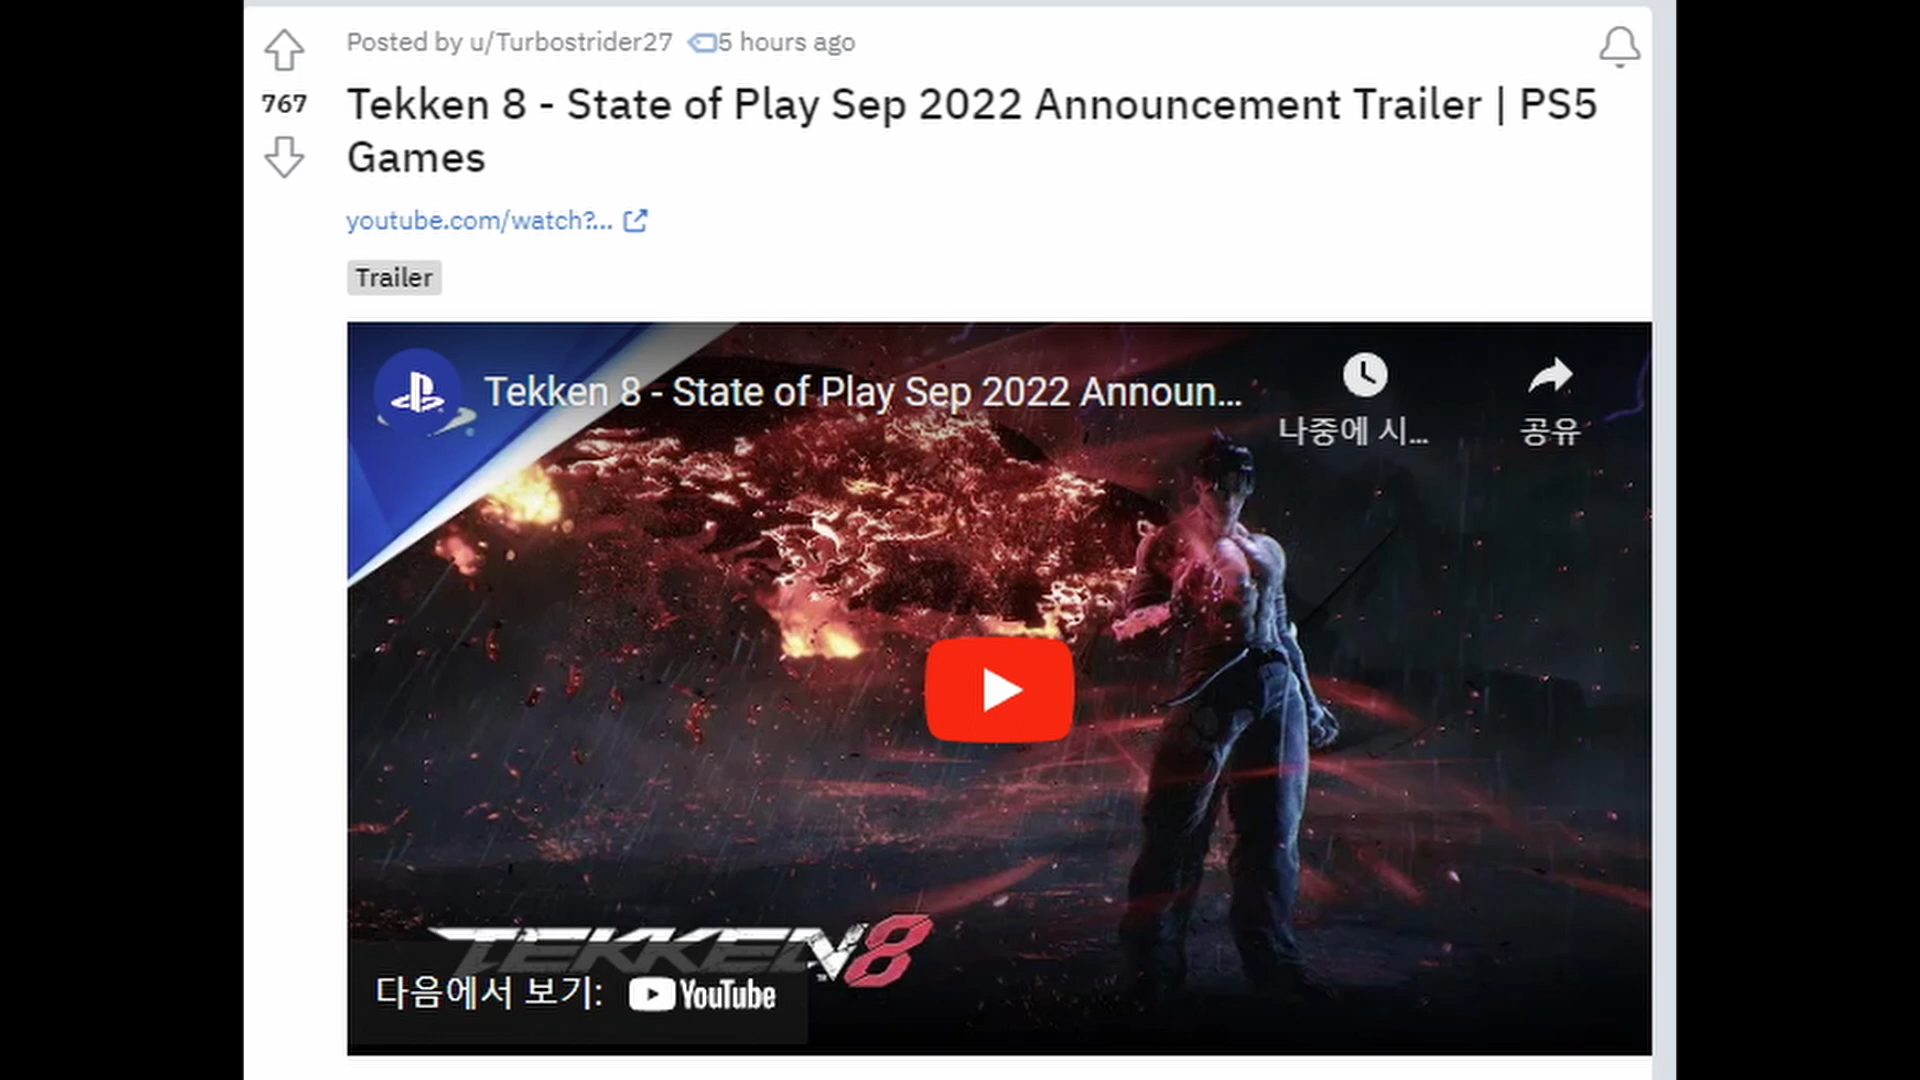 Posted by u/Turbostrider27 5 hours ago
767
Tekken 8 - State of Play Sep 2022 Announcement Trailer | PS5
Games
youtube.com/watch?...
Trailer
Tekken 8 - State of Play Sep 2022 Announ...
나중에 시...
공유
TEKKEN 8
다음에서 보기: YouTube